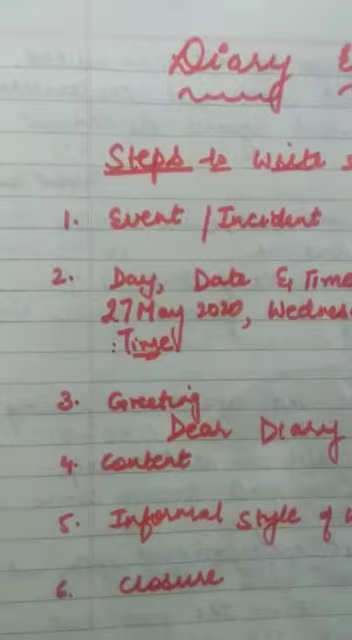 Diary E
Steps to Write
1. Event / Incident
2. Day, Date & Time
27 May 2020, Wednes
: Time
3. Greeting
Dear Diary
4. Content
5. Informal Style of
6. Closure